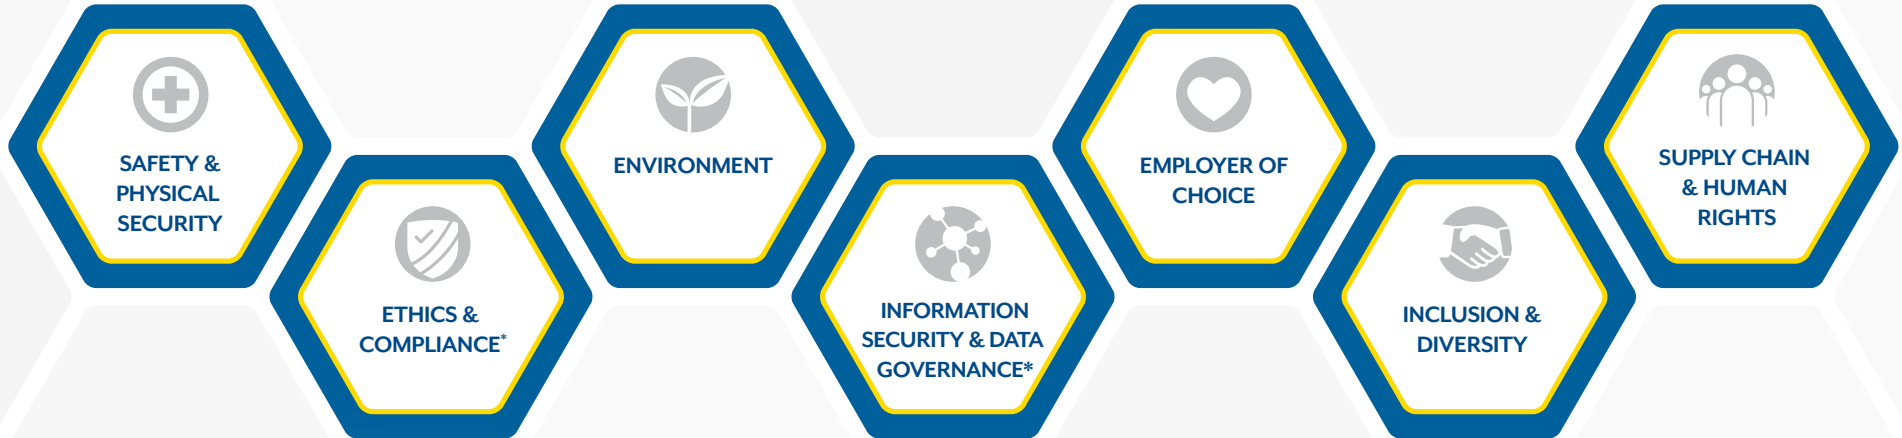 SAFETY &
PHYSICAL
SECURITY
ETHICS &
COMPLIANCE*
ENVIRONMENT
INFORMATION
SECURITY & DATA
GOVERNANCE*
EMPLOYER OF
CHOICE
INCLUSION &
DIVERSITY
SUPPLY CHAIN
& HUMAN
RIGHTS